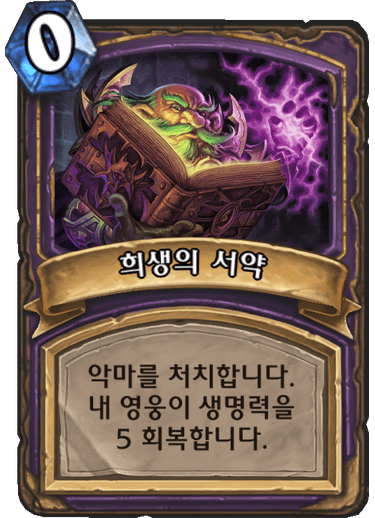 0
희생의 서약
악마를 처치합니다.
내 영웅이 생명력을
5 회복합니다.